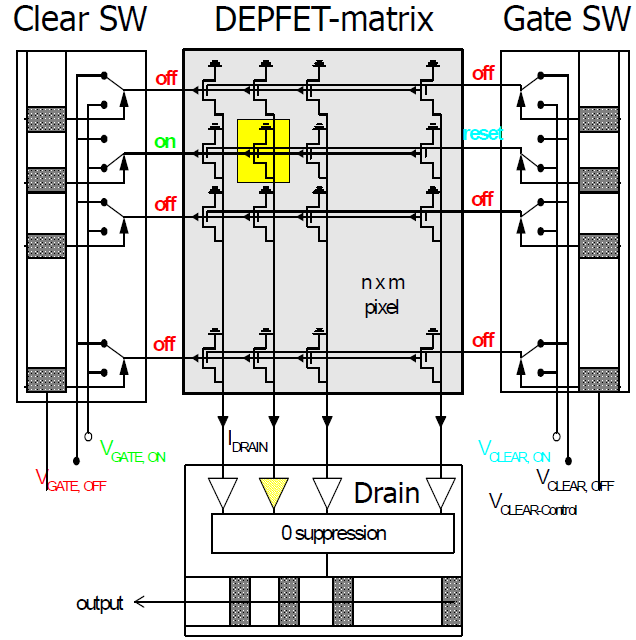 Clear SW DEPFET-matrix Gate SW
off off
on reset
off off
n x m
pixel
off off
I DRAIN
V GATE, ON V CLEAR, ON
V GATE, OFF V CLEAR, OFF
V CLEAR-Control
Drain
0 suppression
output